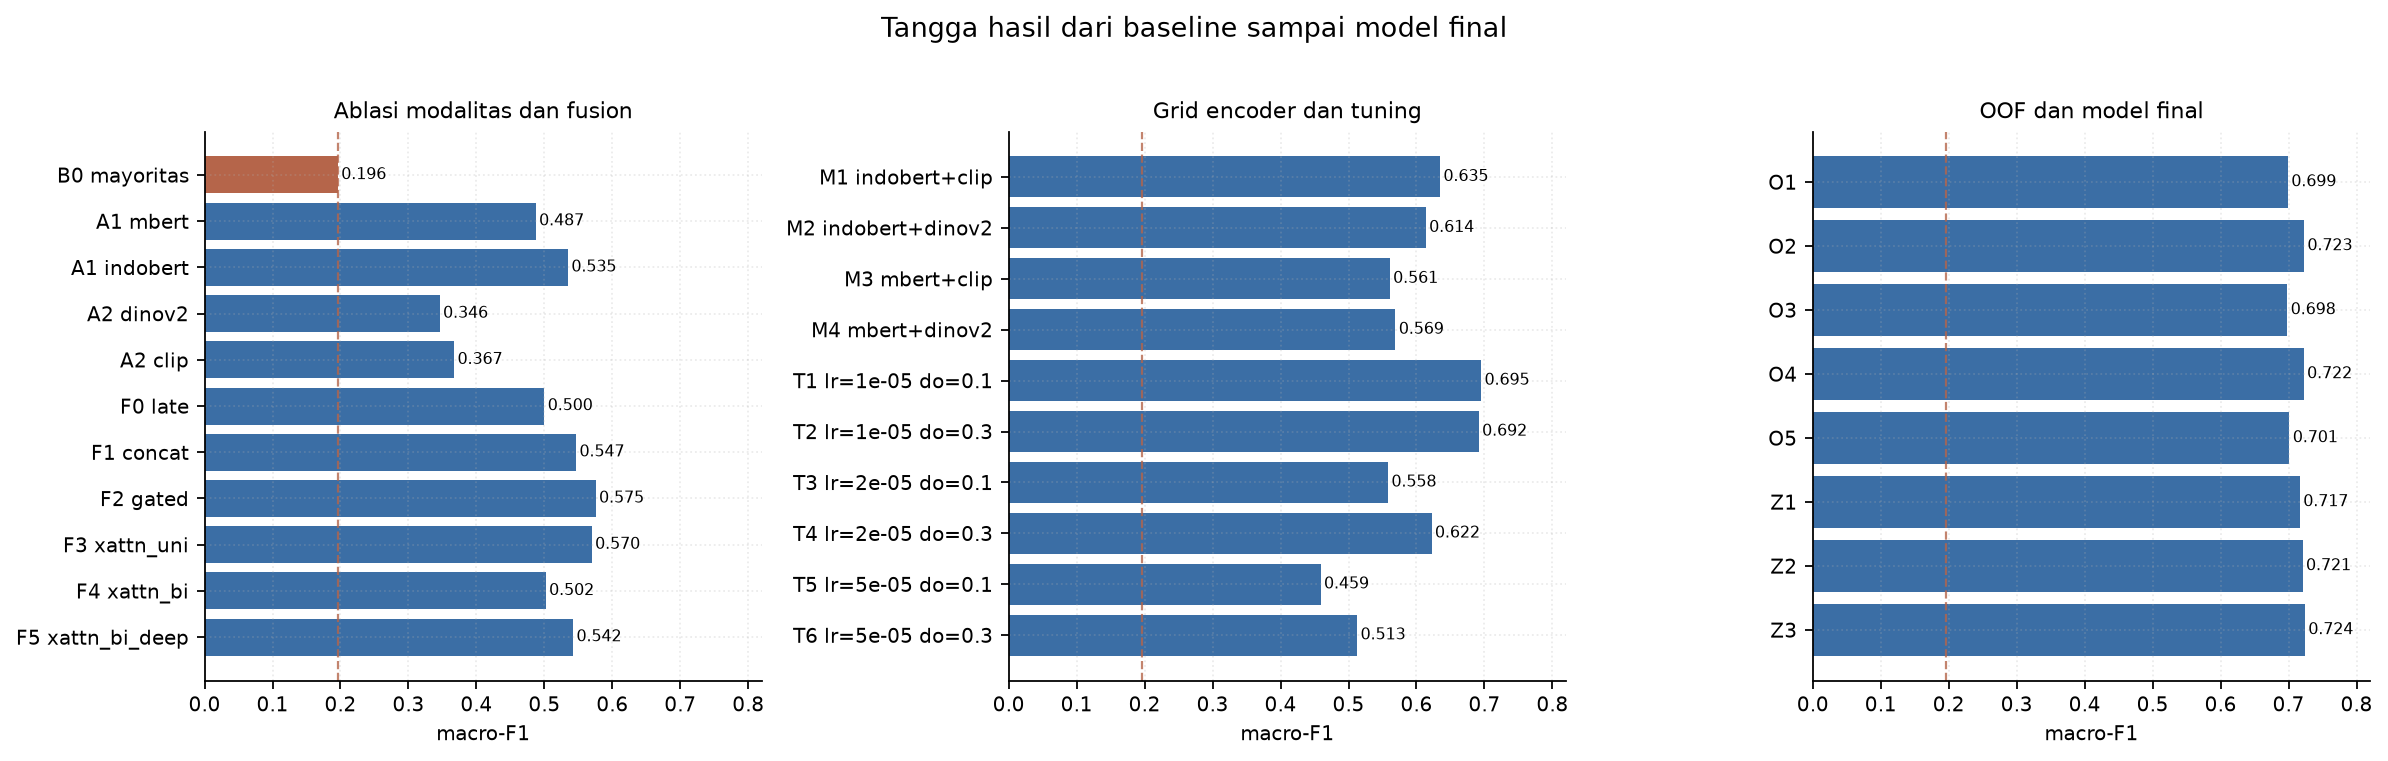 Tangga hasil dari baseline sampai model final
Ablasi modalitas dan fusion
B0 mayoritas 0.196
A1 mbert 0.487
A1 indobert 0.535
A2 dinov2 0.346
A2 clip 0.367
F0 late 0.500
F1 concat 0.547
F2 gated 0.575
F3 xattn_uni 0.570
F4 xattn_bi 0.502
F5 xattn_bi_deep 0.542
0.0 0.1 0.2 0.3 0.4 0.5 0.6 0.7 0.8
macro-F1
Grid encoder dan tuning
M1 indobert+clip 0.635
M2 indobert+dinov2 0.614
M3 mbert+clip 0.561
M4 mbert+dinov2 0.569
T1 lr=1e-05 do=0.1 0.695
T2 lr=1e-05 do=0.3 0.692
T3 lr=2e-05 do=0.1 0.558
T4 lr=2e-05 do=0.3 0.622
T5 lr=5e-05 do=0.1 0.459
T6 lr=5e-05 do=0.3 0.513
0.0 0.1 0.2 0.3 0.4 0.5 0.6 0.7 0.8
macro-F1
OOF dan model final
O1 0.699
O2 0.723
O3 0.698
O4 0.722
O5 0.701
Z1 0.717
Z2 0.721
Z3 0.724
0.0 0.1 0.2 0.3 0.4 0.5 0.6 0.7 0.8
macro-F1